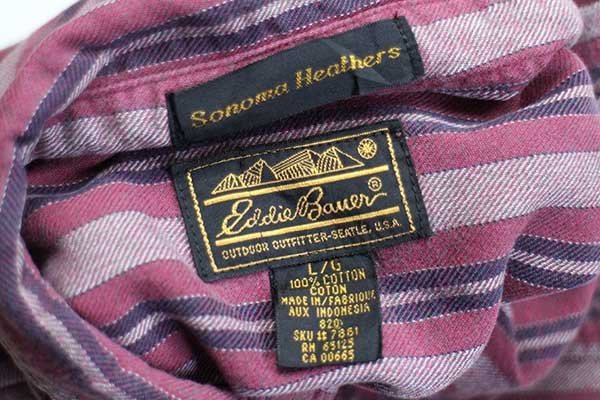 Sonoma Heathers
Eddie Bauer ®
OUTDOOR OUTFITTER-SEATLE, U.S.A.
L/G
100% COTTON
COTON
MADE IN/FABRIQUE
AUX INDONESIA
820
SKU # 7861
RN 65125
CA 00665